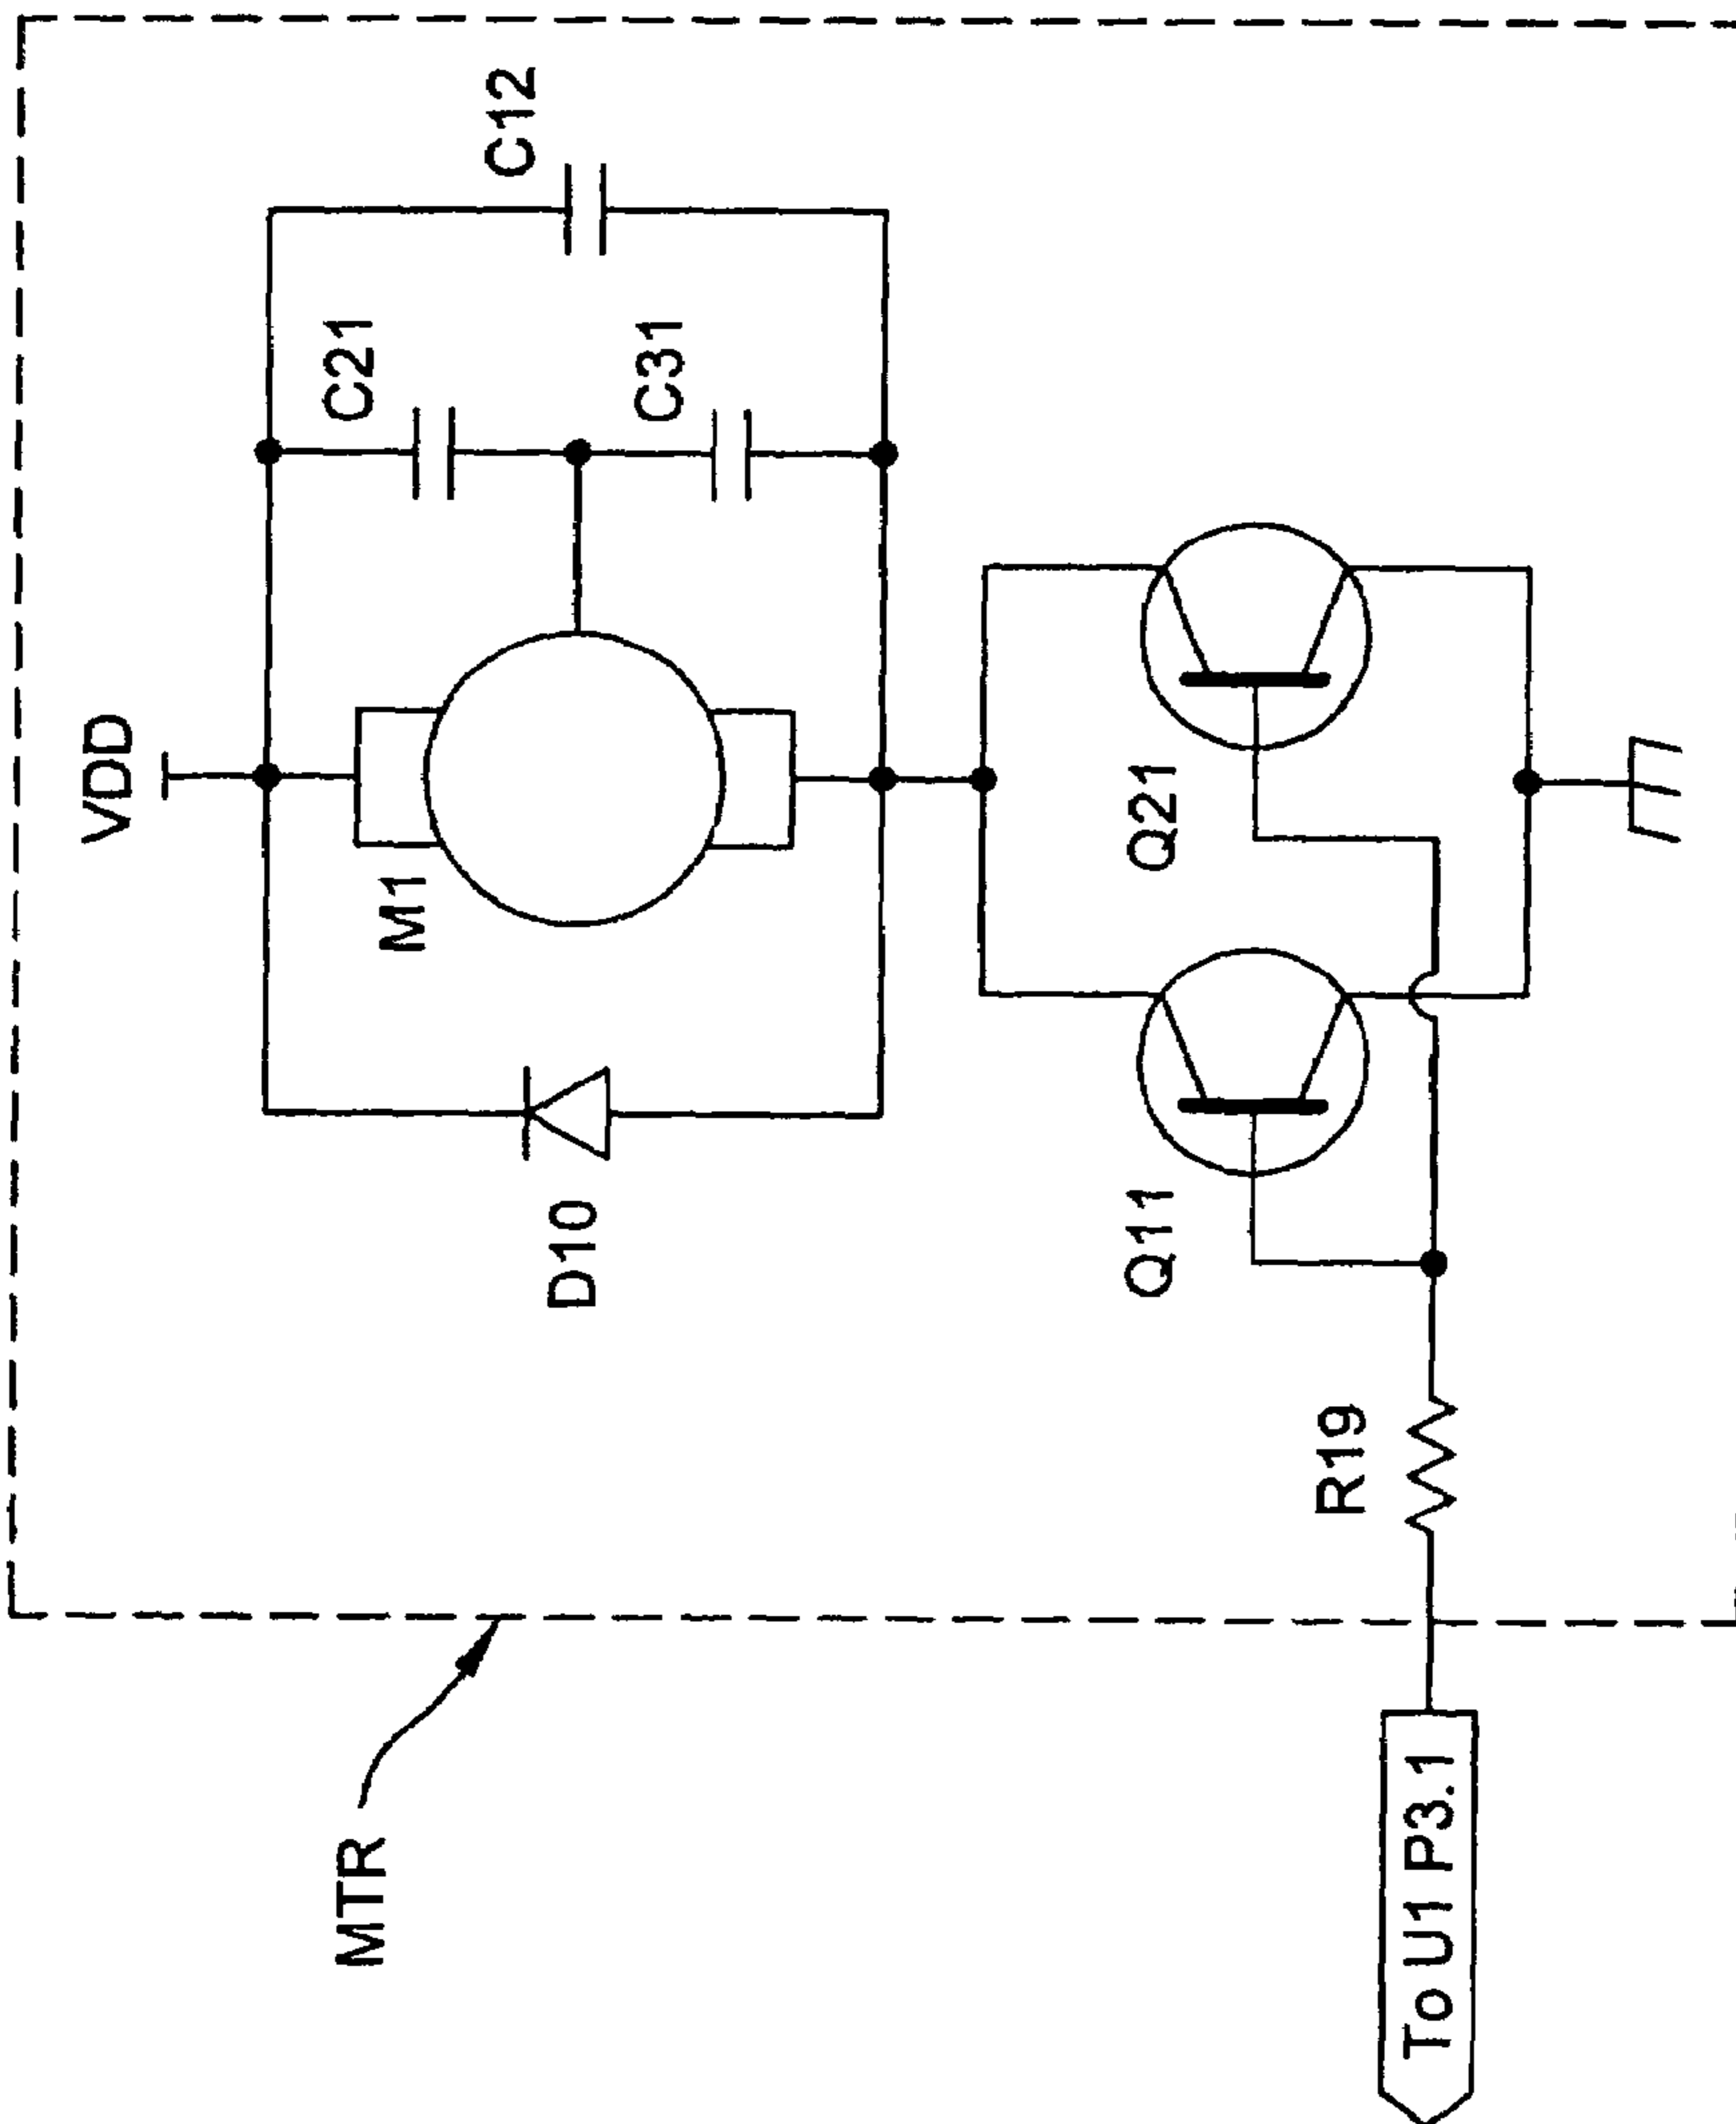 VDD
C12
C21
C31
M1
D10
Q21
Q11
R19
MTR
To U1 P3.1